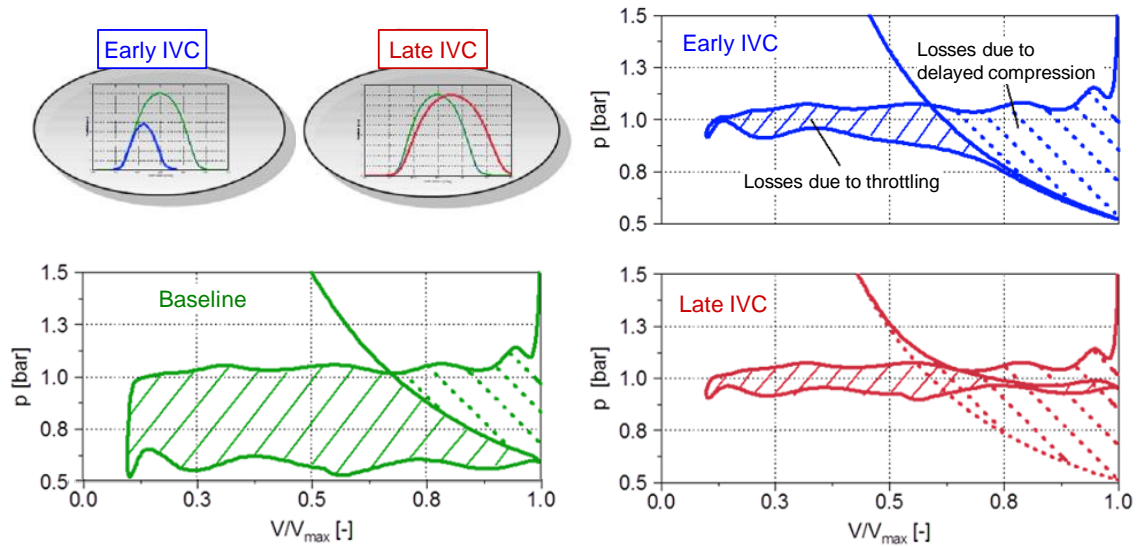 Early IVC
Late IVC
Early IVC
Losses due to
delayed compression
Losses due to throttling
p [bar]
1.5
1.3
1.0
0.8
0.5
Baseline
p [bar]
1.5
1.3
1.0
0.8
0.5
0.0 0.3 0.5 0.8 1.0
V/Vmax [-]
Late IVC
p [bar]
1.5
1.3
1.0
0.8
0.5
0.0 0.3 0.5 0.8 1.0
V/Vmax [-]